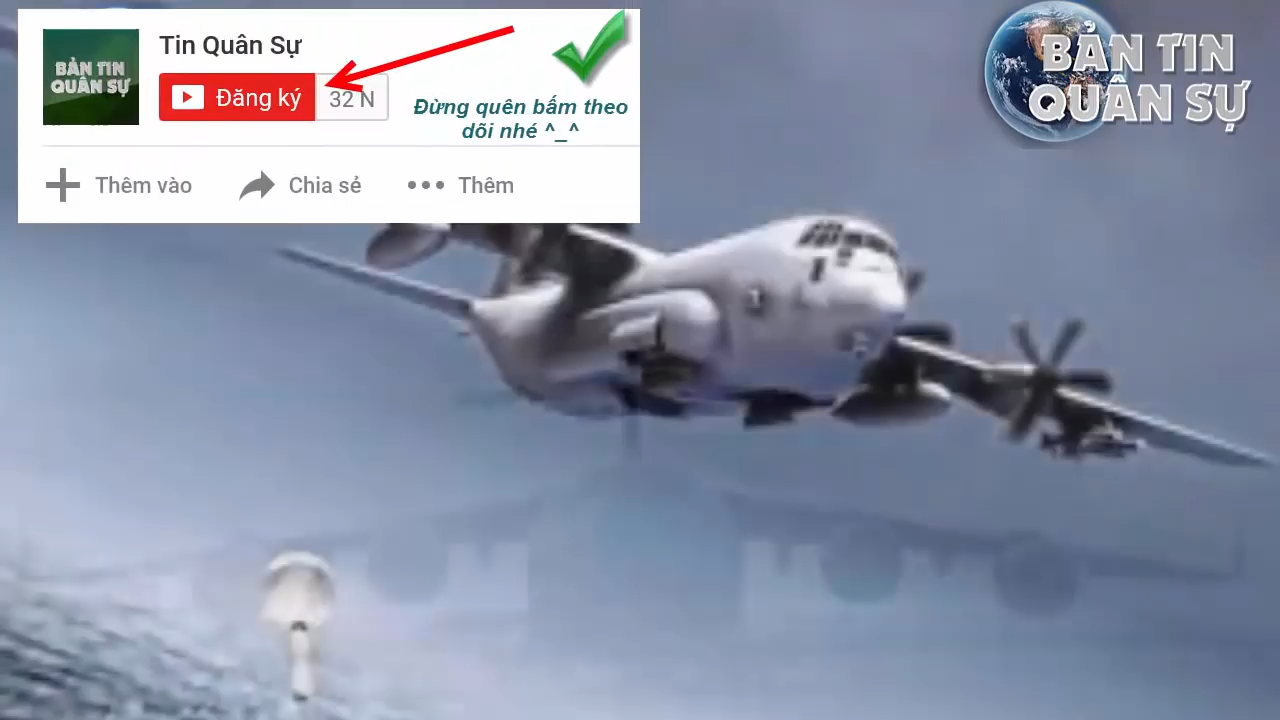 Tin Quân Sự
BẢN TIN
QUÂN SỰ
Đăng ký
32 N
Đừng quên bấm theo
dõi nhé ^_^
Thêm vào
Chia sẻ
Thêm
BẢN TIN
QUÂN SỰ